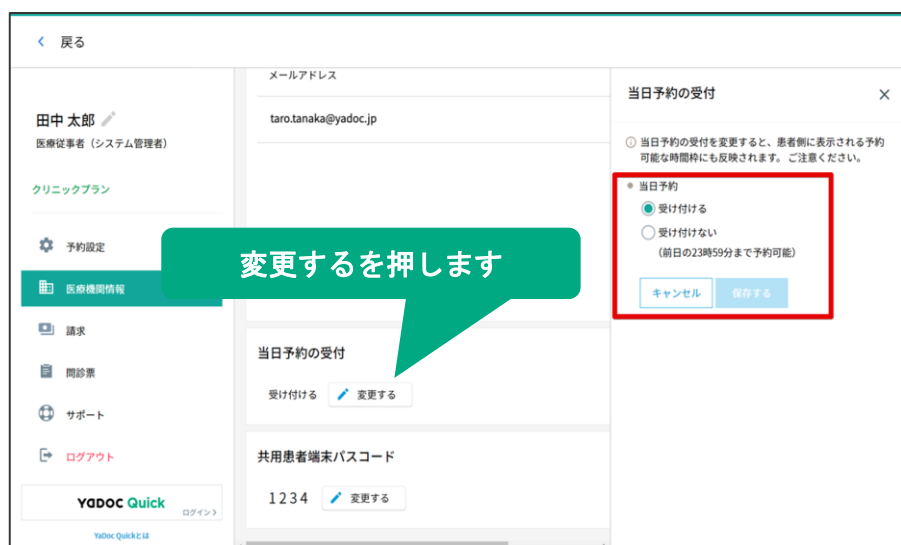 戻る
田中 太郎
医療従事者（システム管理者）
クリニックプラン
予約設定
医療機関情報
請求
問診票
サポート
ログアウト
YaDOC Quick
ログイン >
YaDoc Quickとは
メールアドレス
taro.tanaka@yadoc.jp
変更するを押します
当日予約の受付
受け付ける 変更する
共用患者端末パスコード
1234 変更する
当日予約の受付
当日予約の受付を変更すると、患者側に表示される予約
可能な時間枠にも反映されます。ご注意ください。
当日予約
受け付ける
受け付けない
（前日の23時59分まで予約可能）
キャンセル 保存する